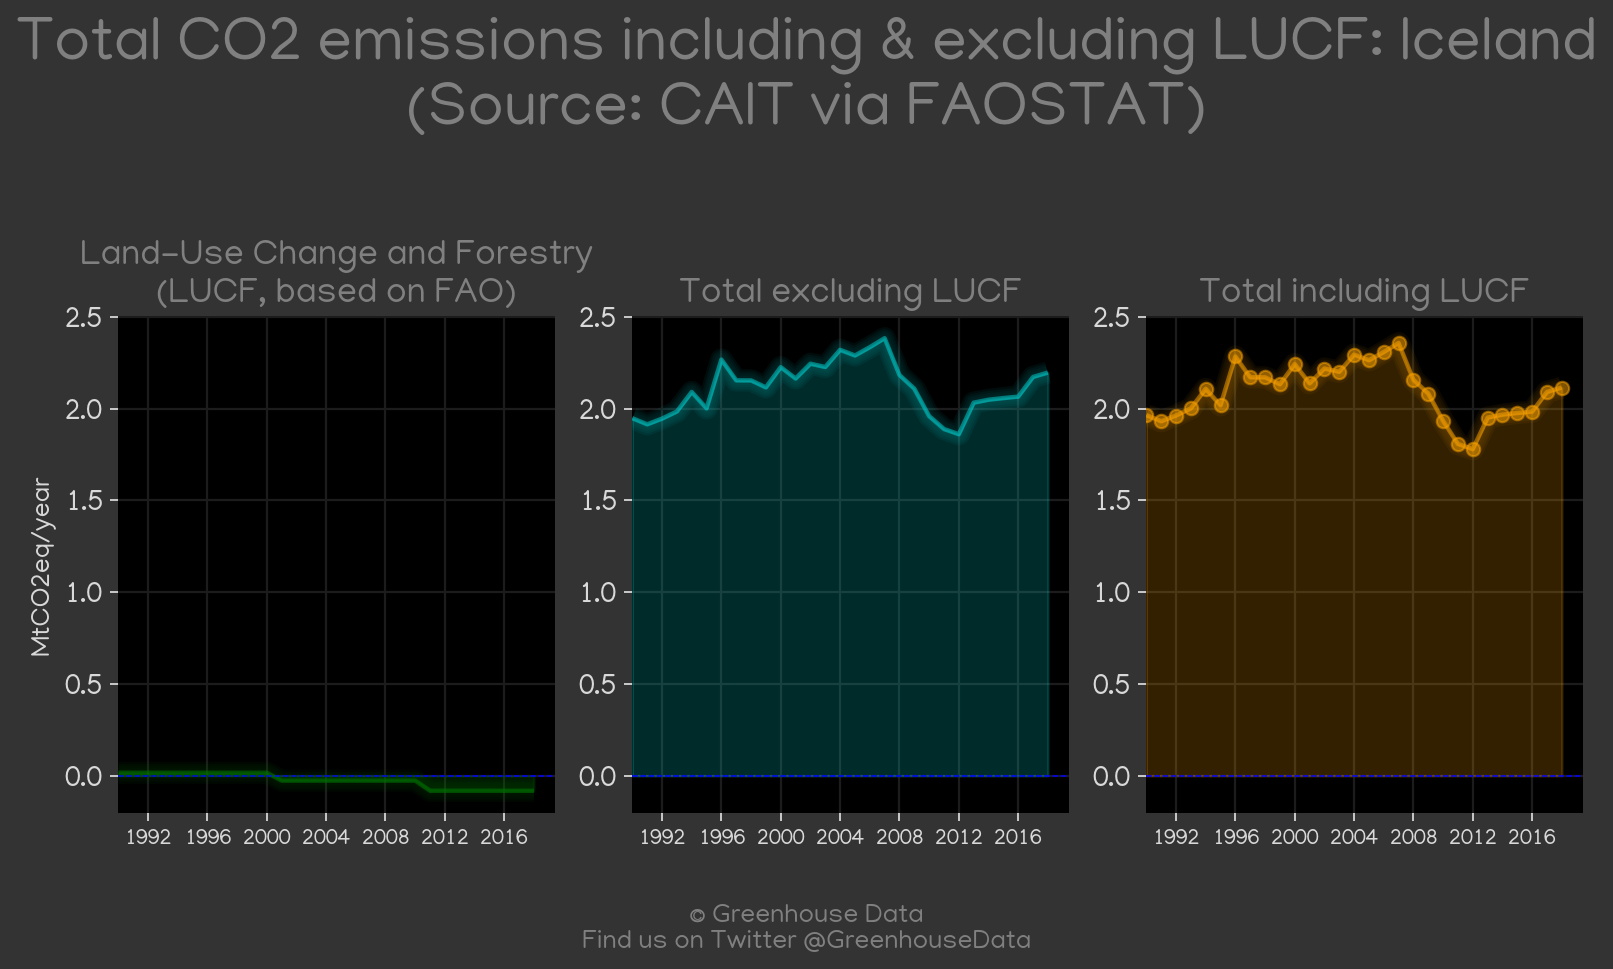 Total CO2 emissions including & excluding LUCF: Iceland
(Source: CAIT via FAOSTAT)
Land-Use Change and Forestry
(LUCF, based on FAO)
MtCO2eq/year
2.5
2.0
1.5
1.0
0.5
0.0
1992 1996 2000 2004 2008 2012 2016
Total excluding LUCF
2.5
2.0
1.5
1.0
0.5
0.0
1992 1996 2000 2004 2008 2012 2016
Total including LUCF
2.5
2.0
1.5
1.0
0.5
0.0
1992 1996 2000 2004 2008 2012 2016
© Greenhouse Data
Find us on Twitter @GreenhouseData